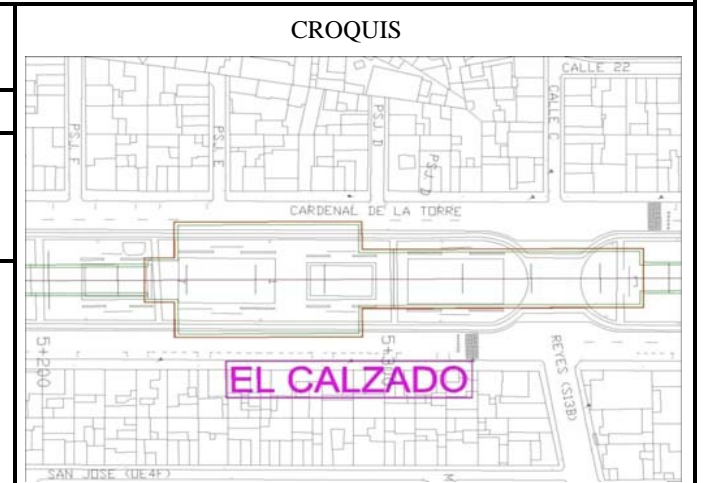 CROQUIS
CALLE 22
CALLE C
PSJ. F
PSJ. E
PSJ. D
PSJ. D
CARDENAL DE LA TORRE
5+200
EL CALZADO
REYES (S13B)
SAN JOSE (OE4F)